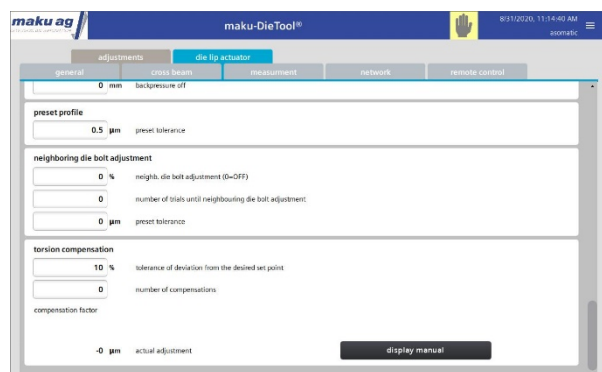 maku ag
maku-DieTool®
8/31/2020, 11:14:40 AM
asomatic
adjustments
die lip actuator
general
cross beam
measurment
network
remote control
0 mm backpressure off
preset profile
0.5 µm preset tolerance
neighboring die bolt adjustment
0 % neighb. die bolt adjustment (0=OFF)
0 number of trials until neighbouring die bolt adjustment
0 µm preset tolerance
torsion compensation
10 % tolerance of deviation from the desired set point
0 number of compensations
compensation factor
-0 µm actual adjustment
display manual